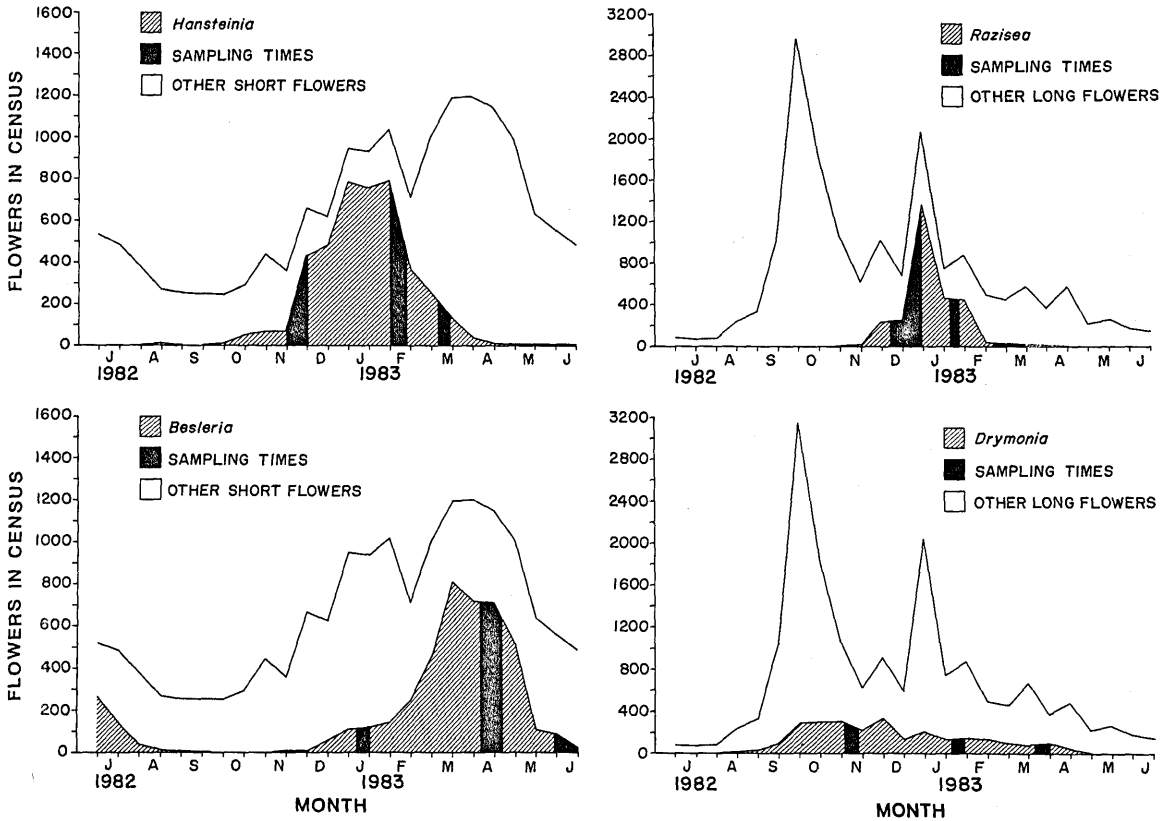 FLOWERS IN CENSUS
1600
1400
1200
1000
800
600
400
200
0
Hansteinia
SAMPLING TIMES
OTHER SHORT FLOWERS
J A S O N D J F M A M J
1982 1983
3200
2800
2400
2000
1600
1200
800
400
0
Razisea
SAMPLING TIMES
OTHER LONG FLOWERS
J A S O N D J F M A M J
1982 1983
FLOWERS IN CENSUS
1600
1400
1200
1000
800
600
400
200
0
Besleria
SAMPLING TIMES
OTHER SHORT FLOWERS
J A S O N D J F M A M J
1982 1983
MONTH
3200
2800
2400
2000
1600
1200
800
400
0
Drymonia
SAMPLING TIMES
OTHER LONG FLOWERS
J A S O N D J F M A M J
1982 1983
MONTH